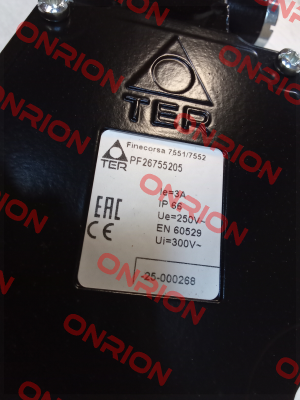 ONRION
TER
Finecorsa 7551/7552
TER
PF26755205
Ie=3A
IP 66
Ue=250V~
EN 60529
Ui=300V~
EAC
CE
-25-000268
ONRION
ONRION
ONRION
ONRION